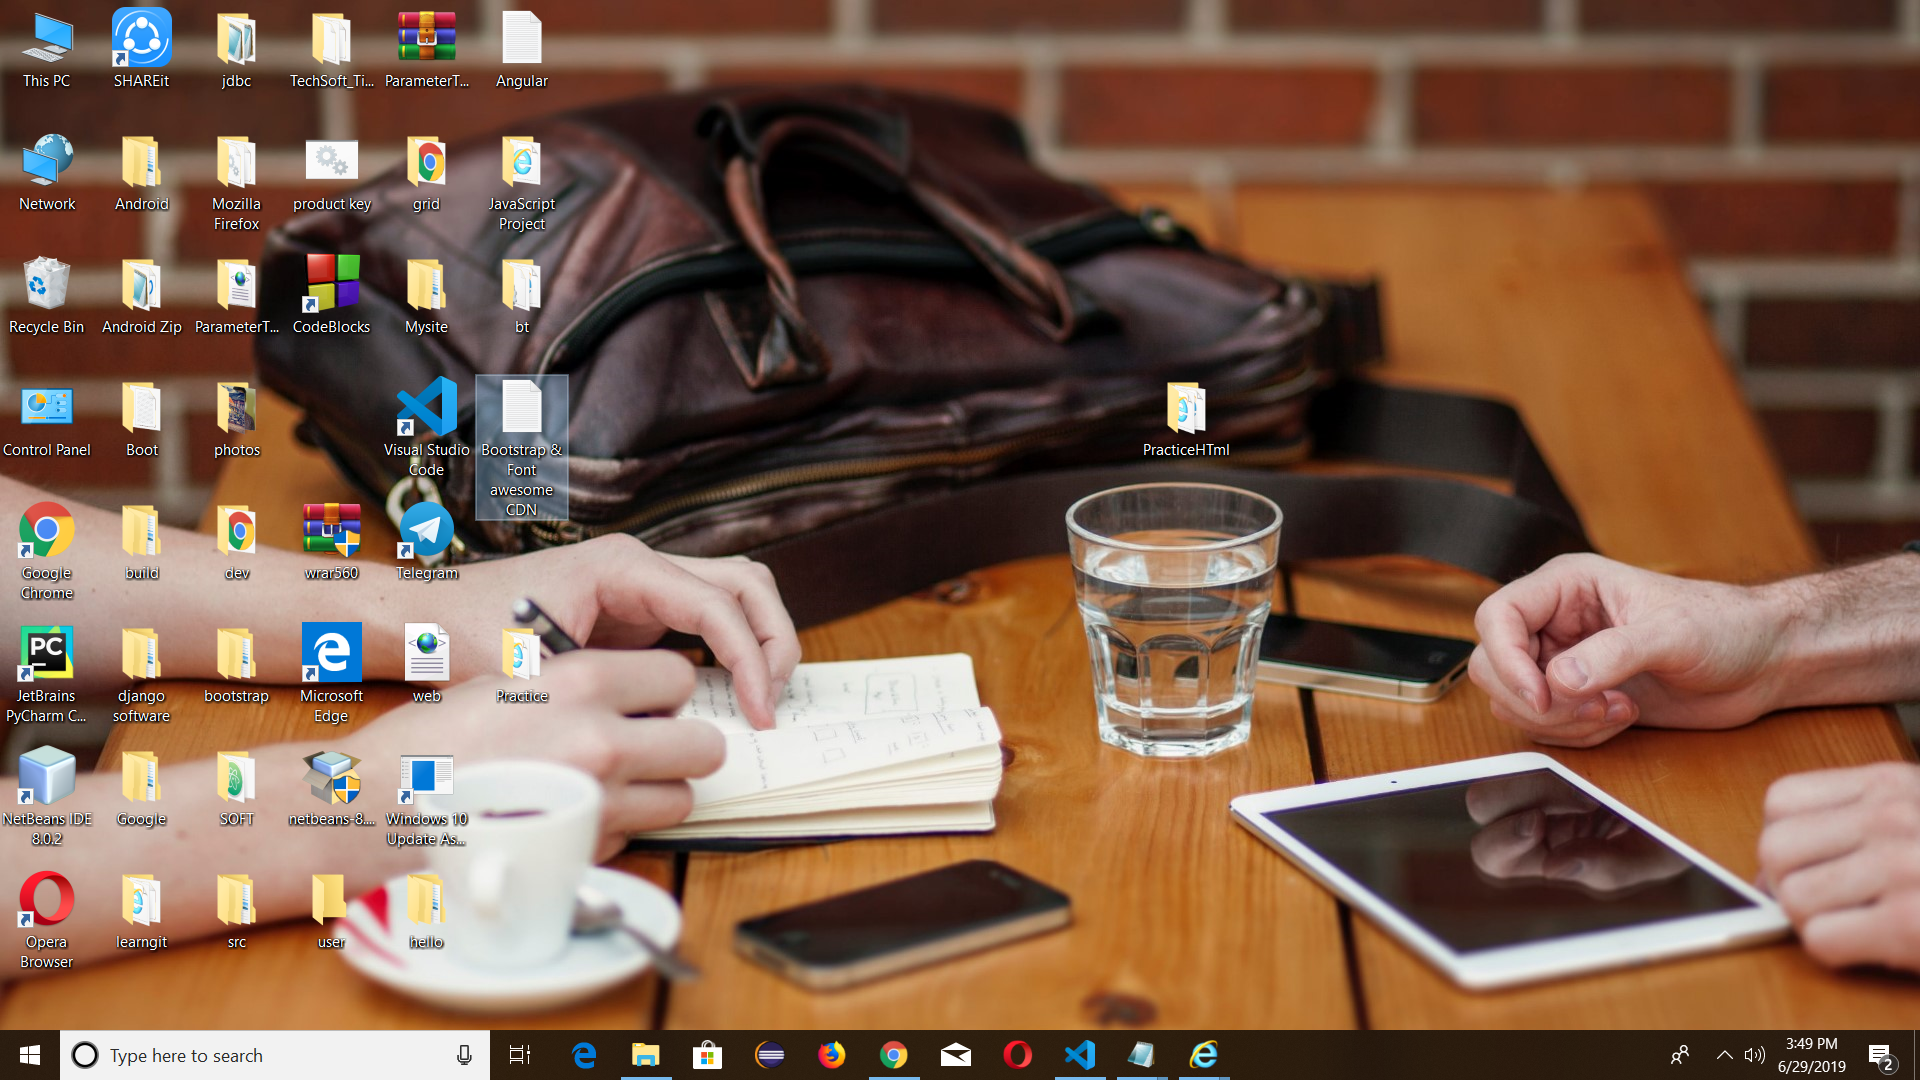 This PC
SHAREit
jdbc
TechSoft_Ti...
ParameterT...
Angular
Network
Android
Mozilla
Firefox
product key
grid
JavaScript
Project
Recycle Bin
Android Zip
ParameterT...
CodeBlocks
Mysite
bt
Control Panel
Boot
photos
Visual Studio
Code
Bootstrap &
Font
awesome
CDN
PracticeHTml
Google
Chrome
build
dev
wrar560
Telegram
PC
JetBrains
PyCharm C...
django
software
bootstrap
Microsoft
Edge
web
Practice
NetBeans IDE
8.0.2
Google
SOFT
netbeans-8....
Windows 10
Update As...
Opera
Browser
learngit
src
user
hello
Type here to search
3:49 PM
6/29/2019
2